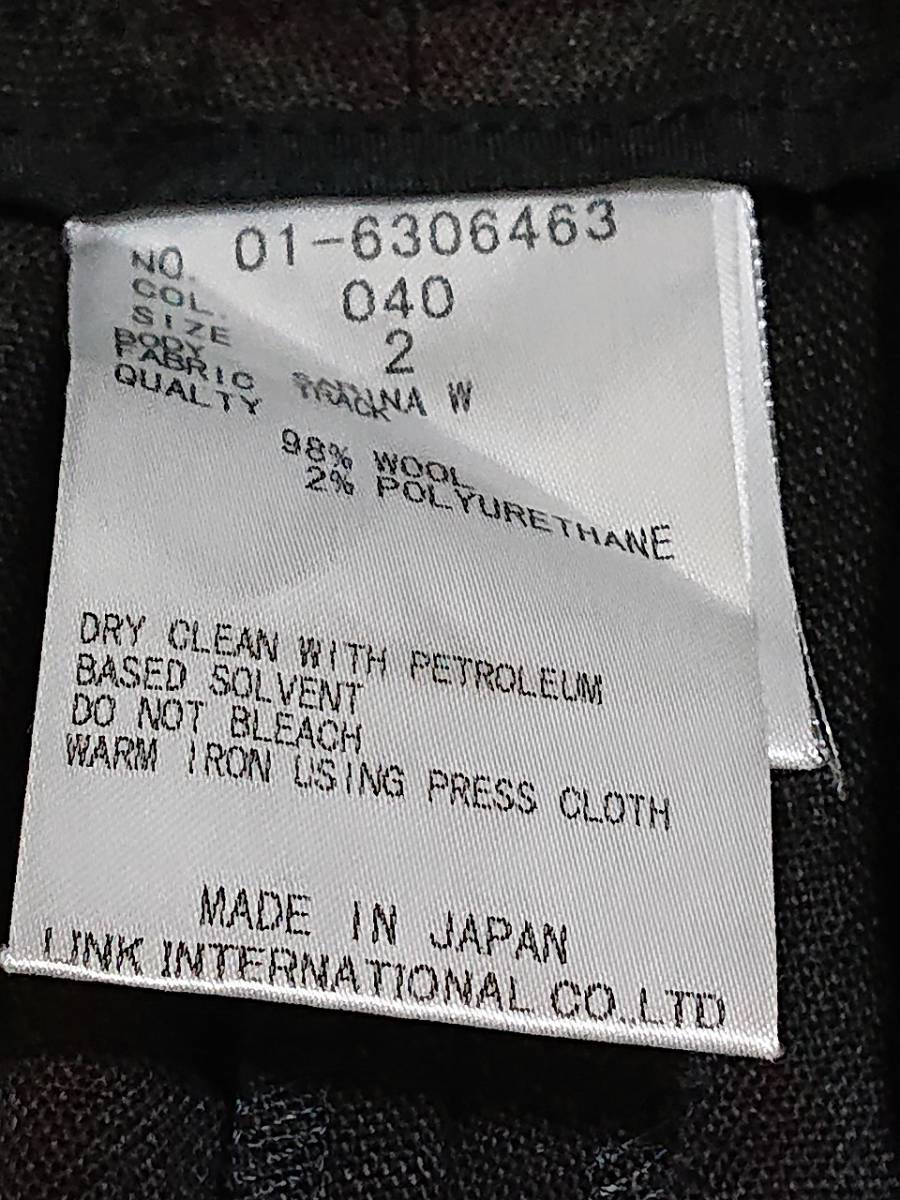 NO. 01-6306463
COL. 040
SIZE 2
BODY W
FABRIC TRACK
QUALTY
98% WOOL
2% POLYURETHANE
DRY CLEAN WITH PETROLEUM
BASED SOLVENT
DO NOT BLEACH
WARM IRON USING PRESS CLOTH
MADE IN JAPAN
LINK INTERNATIONAL CO.,LTD